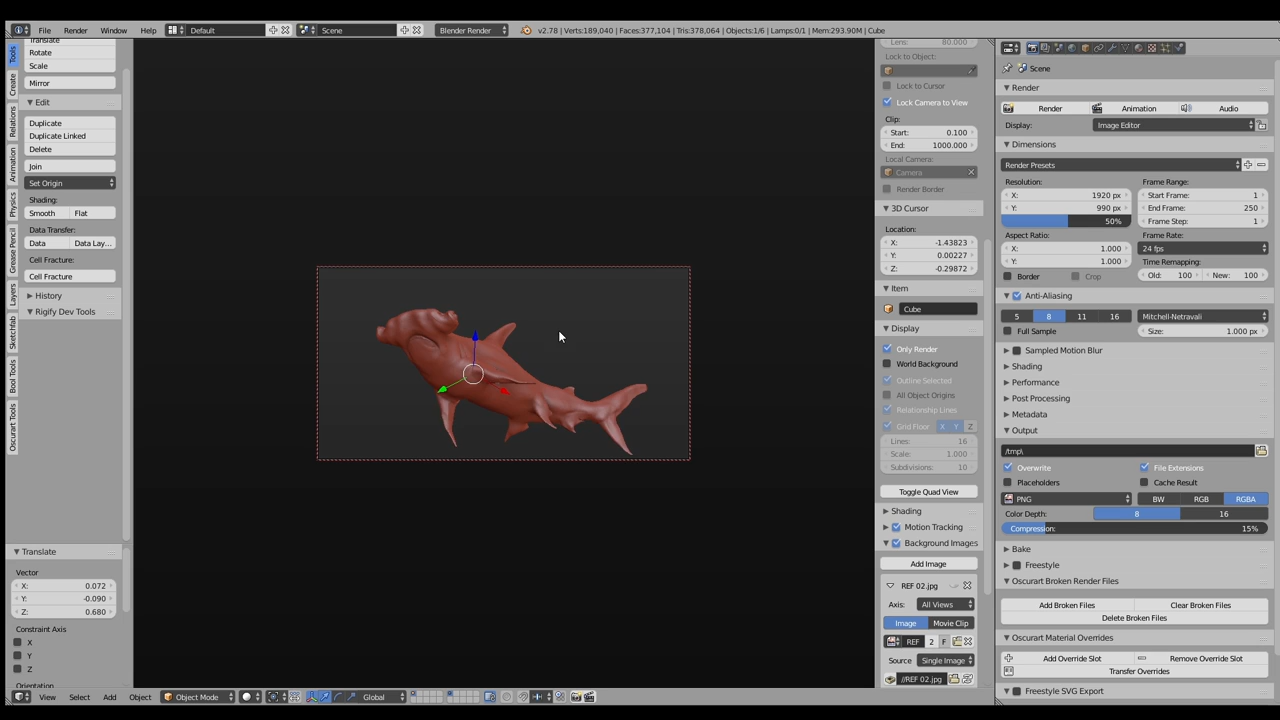 File Render Window Help Default Scene Blender Render v2.78 | Verts:189,040 | Faces:377,104 | Tris:378,064 | Objects:1/6 | Lamps:0/1 | Mem:293.90M | Cube
Tools
Create
Relations
Animation
Physics
Grease Pencil
Layers
Sketchfab
Bool Tools
Oscurart Tools
Translate
Rotate
Scale
Mirror
Edit
Duplicate
Duplicate Linked
Delete
Join
Set Origin
Shading:
Smooth Flat
Data Transfer:
Data Data Lay...
Cell Fracture:
Cell Fracture
History
Rigify Dev Tools
Translate
Vector
X: 0.072
Y: -0.090
Z: 0.680
Constraint Axis
X
Y
Z
Orientation
Lens: 80.000
Lock to Object:
Lock to Cursor
Lock Camera to View
Clip:
Start: 0.100
End: 1000.000
Local Camera:
Camera
Render Border
3D Cursor
Location:
X: -1.43823
Y: 0.00227
Z: -0.29872
Item
Cube
Display
Only Render
World Background
Outline Selected
All Object Origins
Relationship Lines
Grid Floor X Y Z
Lines: 16
Scale: 1.000
Subdivisions: 10
Toggle Quad View
Shading
Motion Tracking
Background Images
Add Image
REF 02.jpg
Axis: All Views
Image Movie Clip
REF 2 F
Source Single Image
//REF 02.jpg
Scene
Render
Render Animation Audio
Display: Image Editor
Dimensions
Render Presets
Resolution: Frame Range:
X: 1920 px Start Frame: 1
Y: 990 px End Frame: 250
50% Frame Step: 1
Aspect Ratio: Frame Rate:
X: 1.000 24 fps
Y: 1.000 Time Remapping:
Border Crop Old: 100 New: 100
Anti-Aliasing
5 8 11 16 Mitchell-Netravali
Full Sample Size: 1.000 px
Sampled Motion Blur
Shading
Performance
Post Processing
Metadata
Output
/tmp\
Overwrite File Extensions
Placeholders Cache Result
PNG BW RGB RGBA
Color Depth: 8 16
Compression: 15%
Bake
Freestyle
Oscurart Broken Render Files
Add Broken Files Clear Broken Files
Delete Broken Files
Oscurart Material Overrides
Add Override Slot Remove Override Slot
Transfer Overrides
Freestyle SVG Export
View Select Add Object Object Mode Global